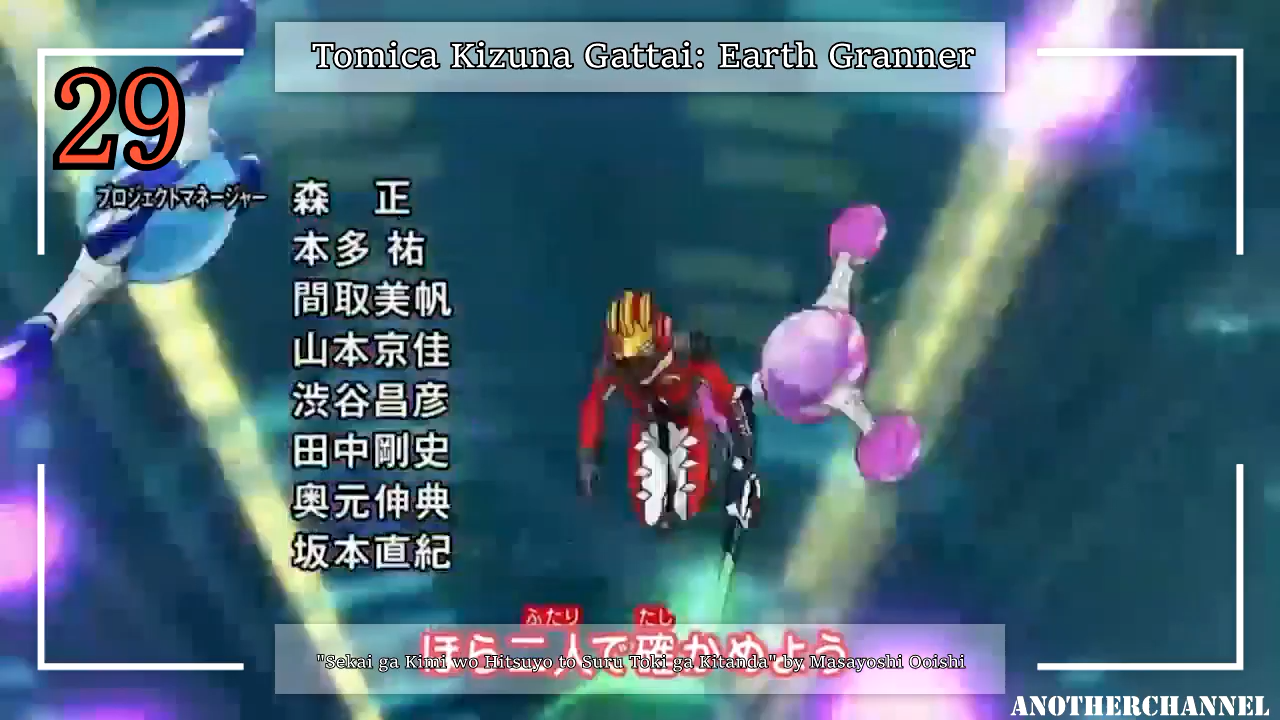 Tomica Kizuna Gattai: Earth Granner
29
プロジェクトマネージャー
森 正
本多 祐
間取美帆
山本京佳
渋谷昌彦
田中剛史
奥元伸典
坂本直紀
ふたり たし
ほら二人で確かめよう
"Sekai ga Kimi wo Hitsuyo to Suru Toki ga Kitanda" by Masayoshi Ooishi
ANOTHERCHANNEL